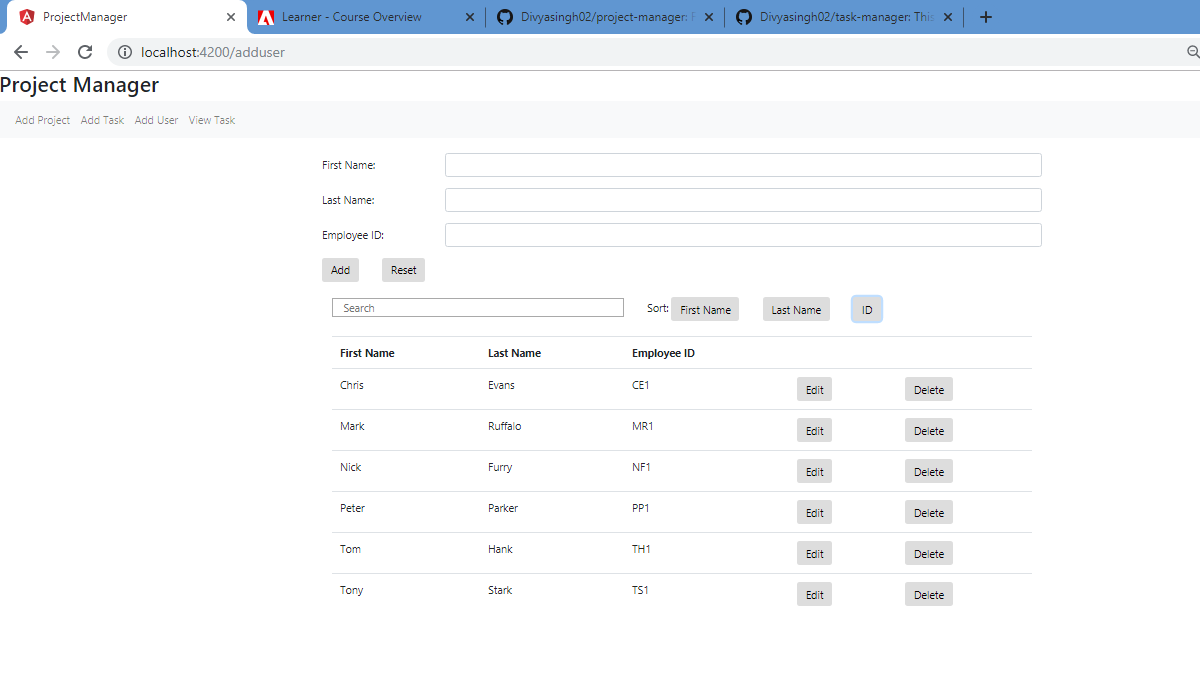 ProjectManager
Learner - Course Overview
Divyasingh02/project-manager:
Divyasingh02/task-manager: This
localhost:4200/adduser
Project Manager
Add Project Add Task Add User View Task
First Name:
Last Name:
Employee ID:
Add Reset
Search Sort: First Name Last Name ID
First Name Last Name Employee ID
Chris Evans CE1 Edit Delete
Mark Ruffalo MR1 Edit Delete
Nick Furry NF1 Edit Delete
Peter Parker PP1 Edit Delete
Tom Hank TH1 Edit Delete
Tony Stark TS1 Edit Delete